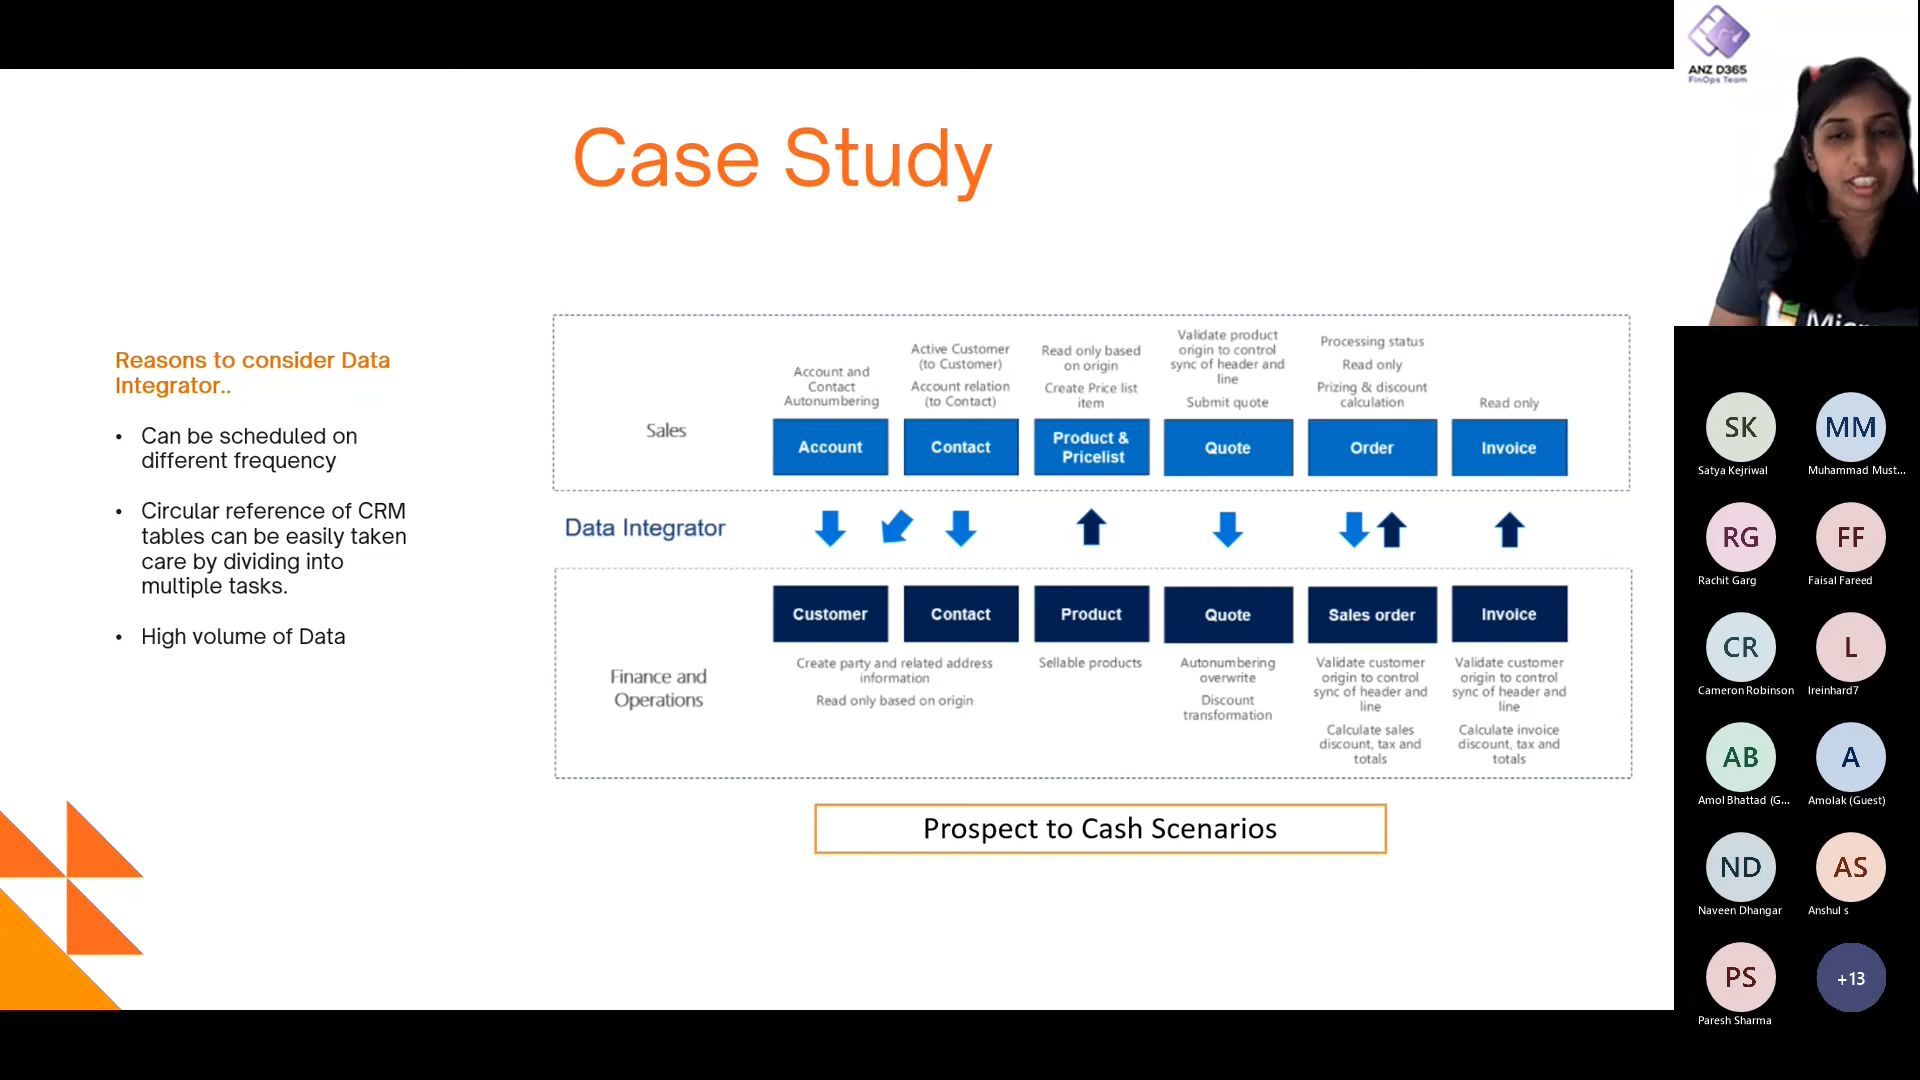 Case Study
Reasons to consider Data
Integrator..
• Can be scheduled on
different frequency
• Circular reference of CRM
tables can be easily taken
care by dividing into
multiple tasks.
• High volume of Data
Sales
Account and
Contact
Autonumbering
Active Customer
(to Customer)
Account relation
(to Contact)
Read only based
on origin
Create Price list
item
Validate product
origin to control
sync of header and
line
Submit quote
Processing status
Read only
Prizing & discount
calculation
Read only
Account
Contact
Product &
Pricelist
Quote
Order
Invoice
Data Integrator
Finance and
Operations
Customer
Contact
Product
Quote
Sales order
Invoice
Create party and related address
information
Read only based on origin
Sellable products
Autonumbering
overwrite
Discount
transformation
Validate customer
origin to control
sync of header and
line
Calculate sales
discount, tax and
totals
Validate customer
origin to control
sync of header and
line
Calculate invoice
discount, tax and
totals
Prospect to Cash Scenarios
ANZ D365
FinOps Team
SK
Satya Kejriwal
MM
Muhammad Must...
RG
Rachit Garg
FF
Faisal Fareed
CR
Cameron Robinson
L
lreinhard7
AB
Amol Bhattad (G...
A
Amolak (Guest)
ND
Naveen Dhangar
AS
Anshul s
PS
Paresh Sharma
+13